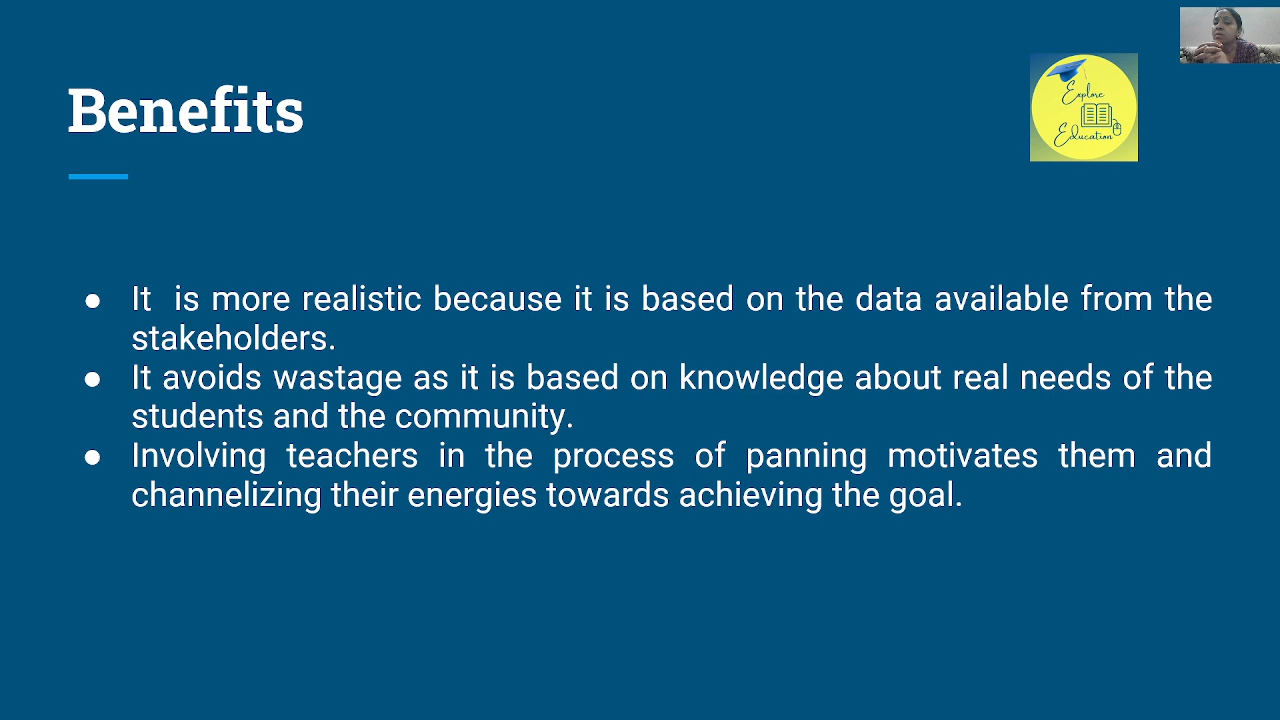 Benefits
Explore
Education
● It is more realistic because it is based on the data available from the
stakeholders.
● It avoids wastage as it is based on knowledge about real needs of the
students and the community.
● Involving teachers in the process of panning motivates them and
channelizing their energies towards achieving the goal.